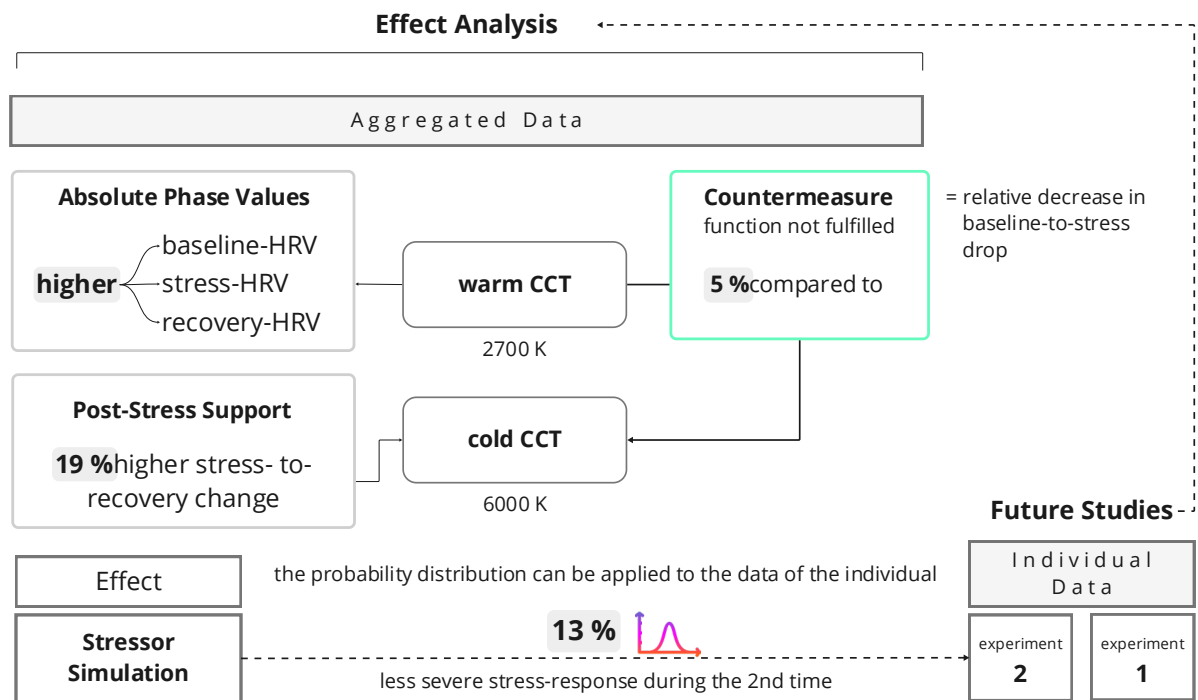 Effect Analysis
Aggregated Data
Absolute Phase Values
higher
baseline-HRV
stress-HRV
recovery-HRV
warm CCT
2700 K
Countermeasure
function not fulfilled
5 % compared to
= relative decrease in
baseline-to-stress
drop
Post-Stress Support
19 % higher stress- to-
recovery change
cold CCT
6000 K
Future Studies
Individual
Data
Effect
the probability distribution can be applied to the data of the individual
Stressor
Simulation
13 %
less severe stress-response during the 2nd time
experiment
2
experiment
1